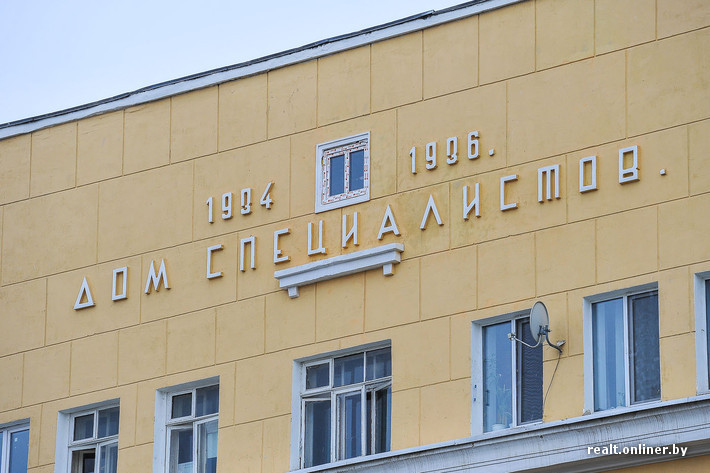 1934 1936.
ДОМ СПЕЦИАЛИСТОВ.
realt.onliner.by